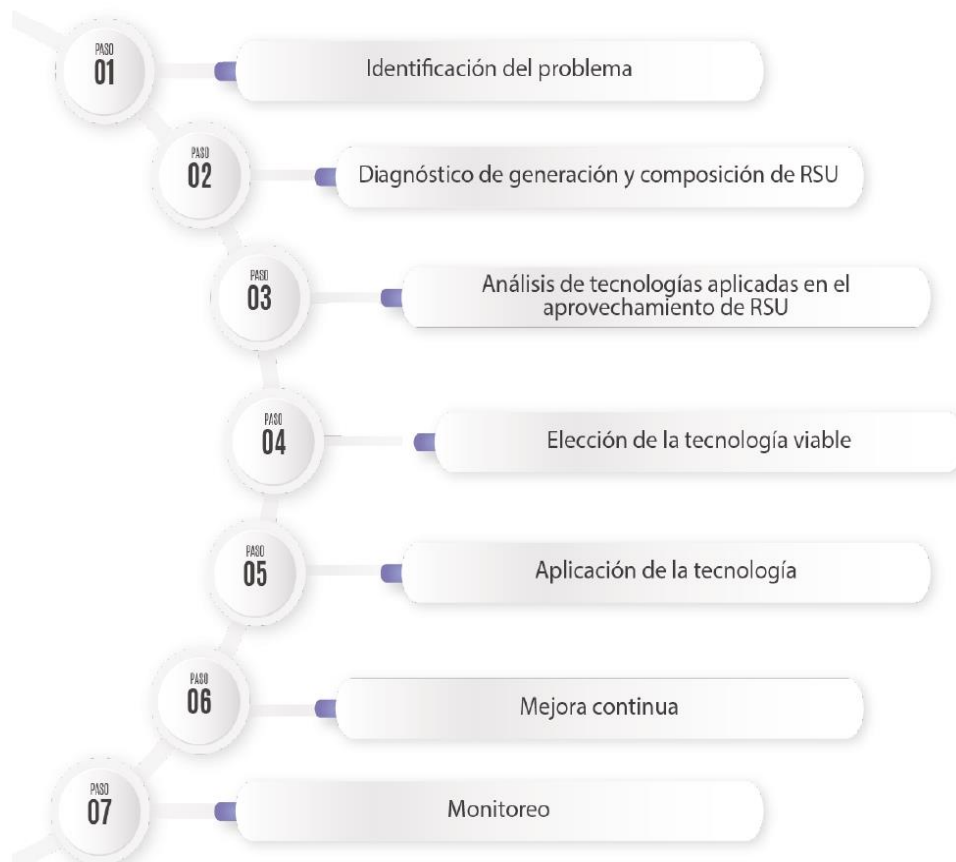 PASO
01
Identificación del problema
PASO
02
Diagnóstico de generación y composición de RSU
PASO
03
Análisis de tecnologías aplicadas en el
aprovechamiento de RSU
PASO
04
Elección de la tecnología viable
PASO
05
Aplicación de la tecnología
PASO
06
Mejora continua
PASO
07
Monitoreo